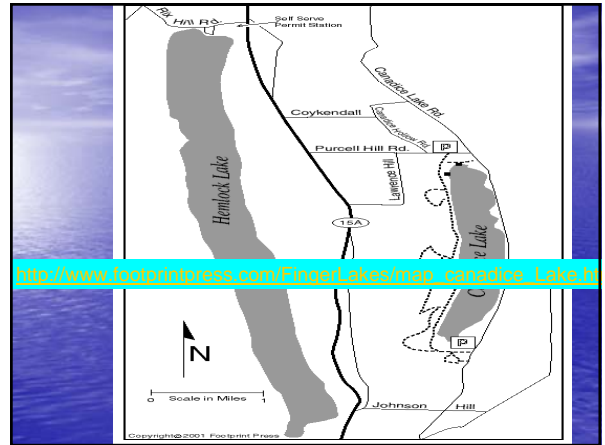 Rix Hill Rd.
Self Serve
Permit Station
Canadice Lake Rd.
Coykendall
Canadice Hollow Rd.
Purcell Hill Rd.
P
Lawrence Hill
Hemlock Lake
15A
Lake
http://www.footprintpress.com/FingerLakes/map_canadice_Lake.ht
N
P
0 Scale in Miles 1
Johnson Hill
Copyright© 2001 Footprint Press